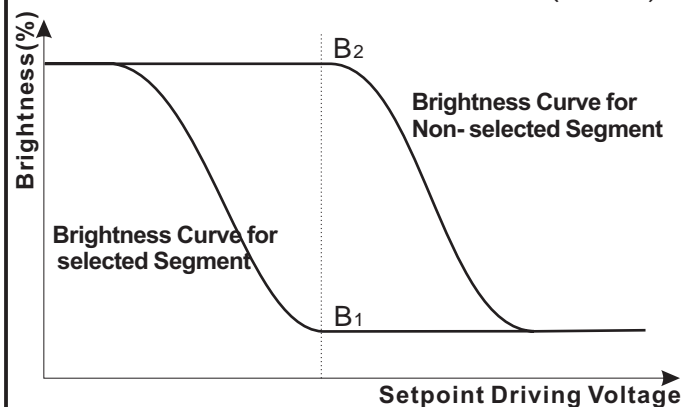 Brightness(%)
B2
Brightness Curve for
Non- selected Segment
Brightness Curve for
selected Segment
B1
Setpoint Driving Voltage